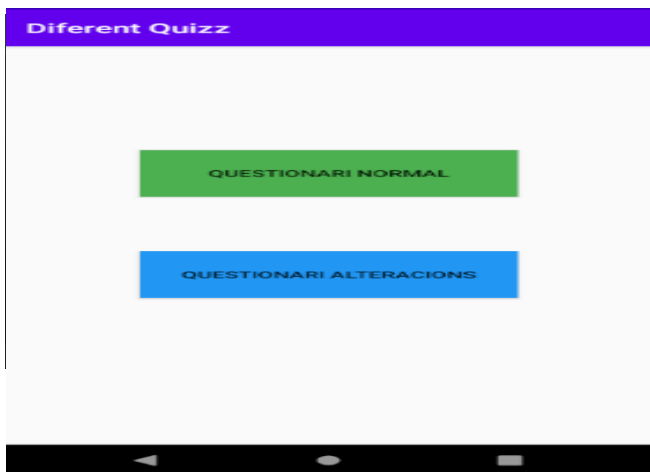 Diferent Quizz
QUESTIONARI NORMAL
QUESTIONARI ALTERACIONS